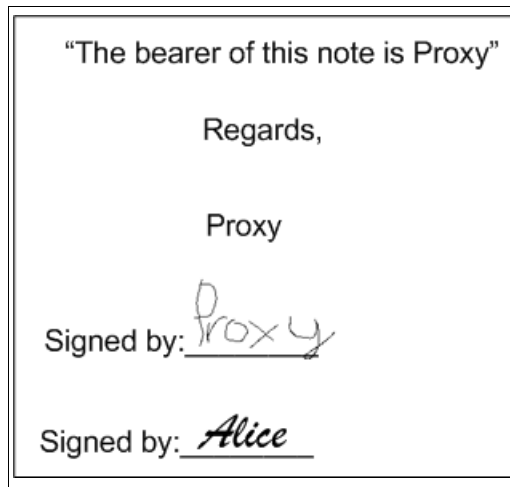 “The bearer of this note is Proxy”
Regards,
Proxy
Signed by: Proxy
Signed by: Alice